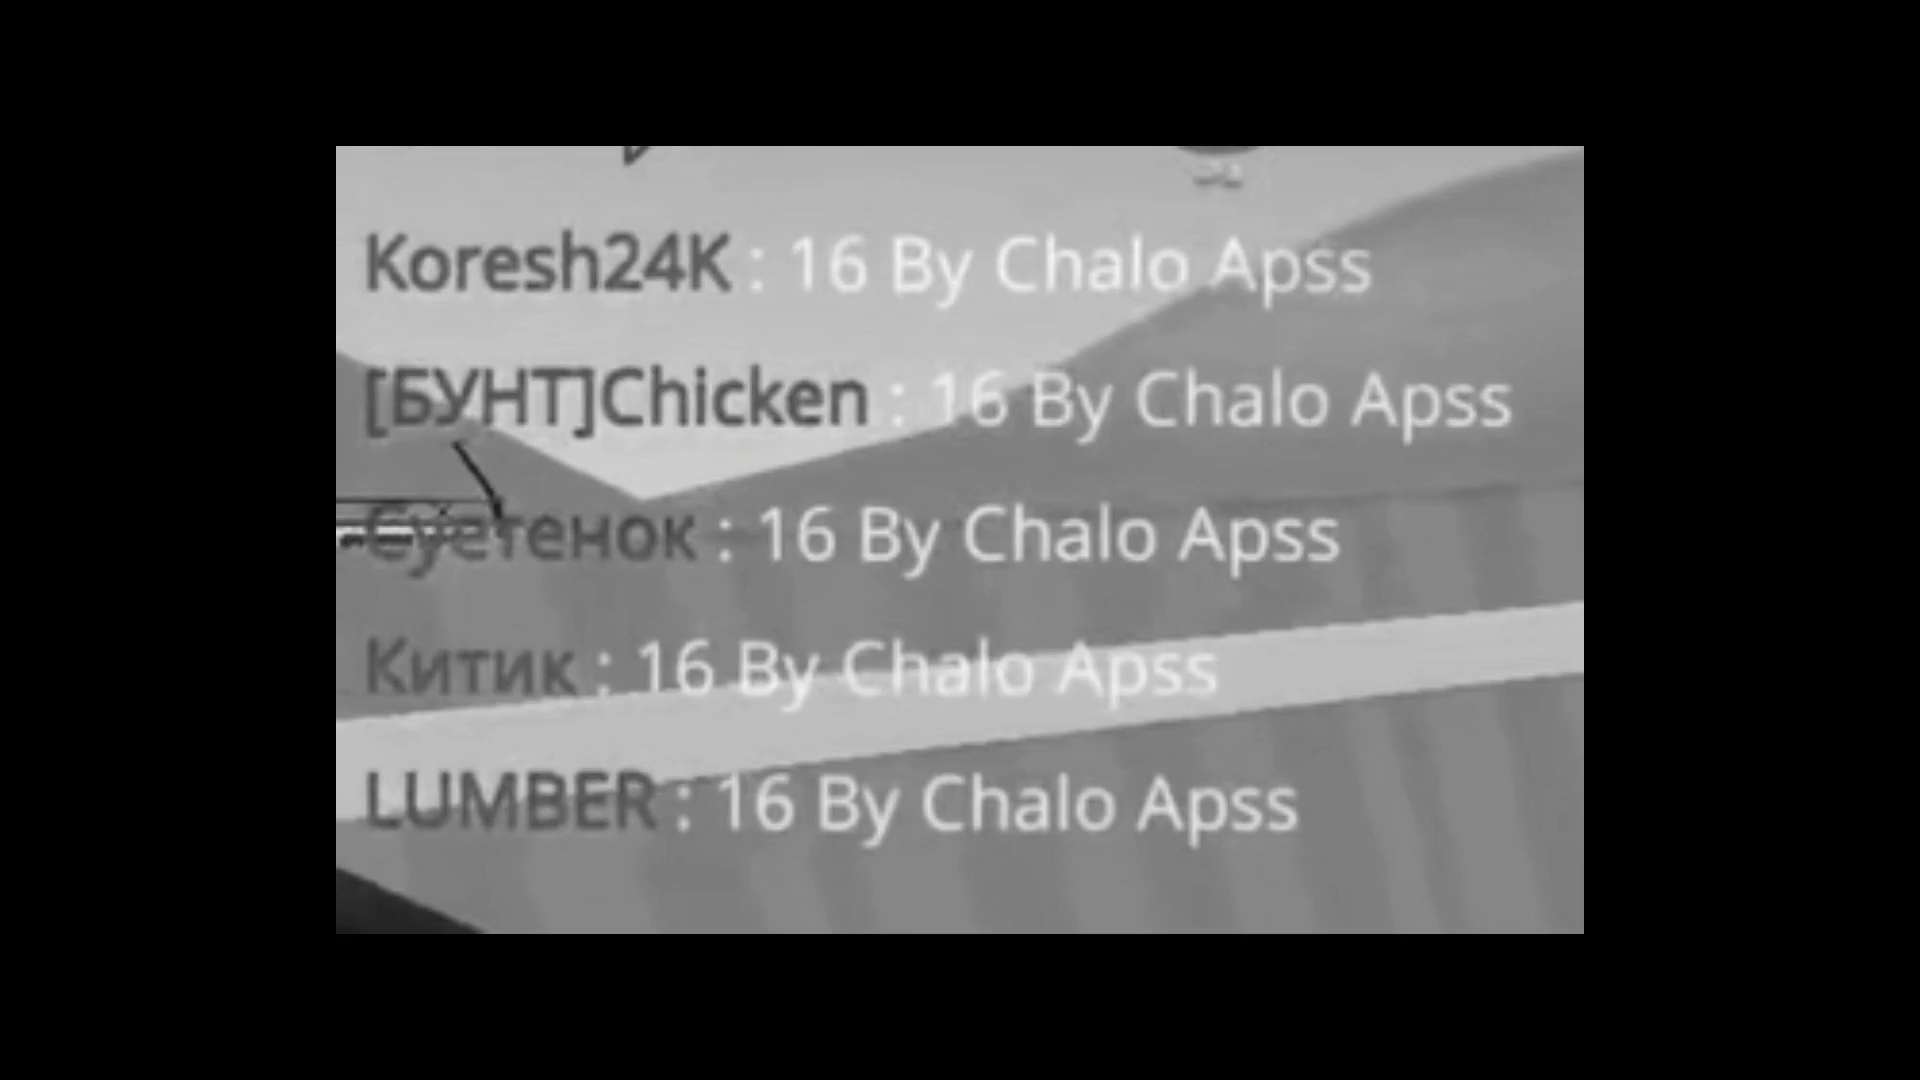 Koresh24K : 16 By Chalo Apss
[БУНТ]Chicken : 16 By Chalo Apss
Суетенок : 16 By Chalo Apss
Китик : 16 By Chalo Apss
LUMBER : 16 By Chalo Apss